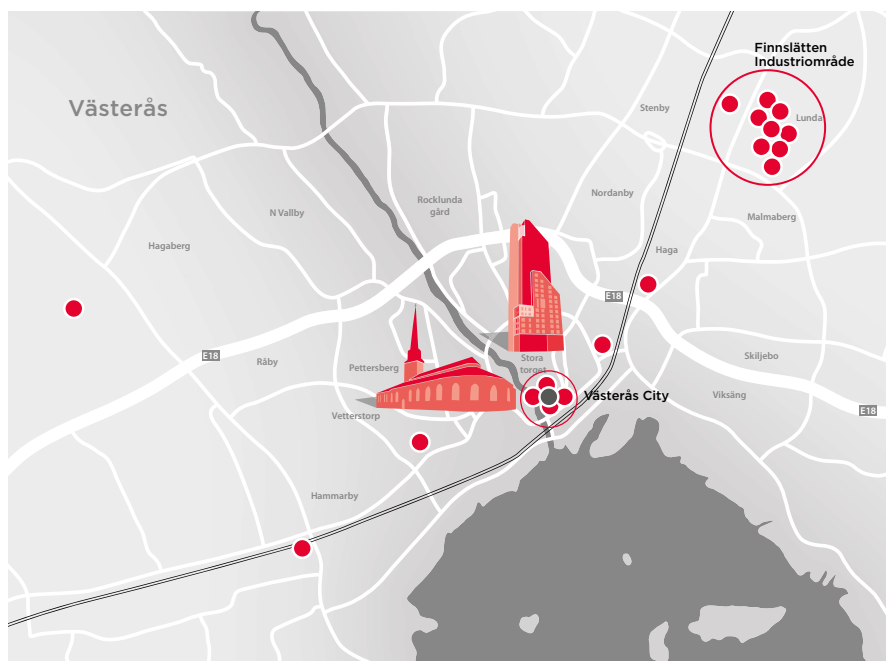 Finnslätten
Industriområde
Västerås
Stenby
Lunda
Rocklunda
gård
Nordanby
N Vallby
Malmaberg
Hagaberg
Haga
E18
E18
Skiljebo
Råby
Pettersberg
Stora
torget
Västerås City
Viksäng
E18
Vetterstorp
Hammarby